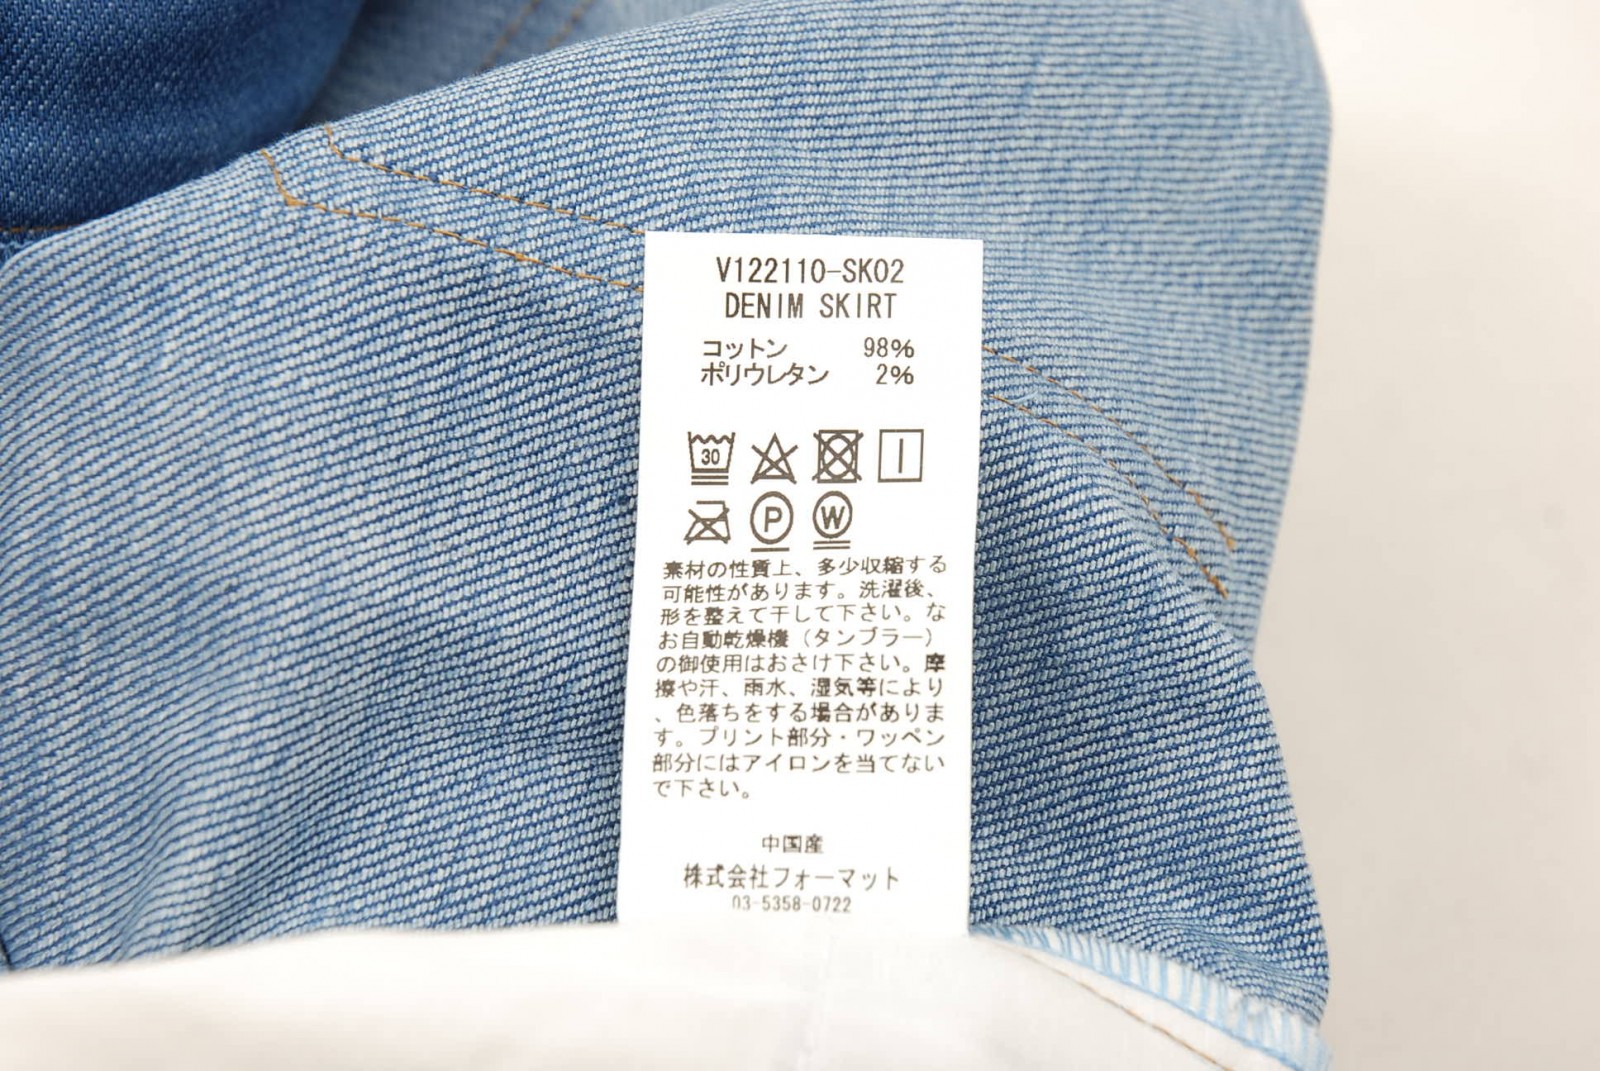 V122110-SK02
DENIM SKIRT
コットン 98%
ポリウレタン 2%
30
P W
素材の性質上、多少収縮する
可能性があります。洗濯後、
形を整えて干して下さい。な
お自動乾燥機（タンブラー）
の御使用はおさけ下さい。摩
擦や汗、雨水、湿気等により
、色落ちをする場合がありま
す。プリント部分・ワッペン
部分にはアイロンを当てない
で下さい。
中国産
株式会社フォーマット
03-5358-0722